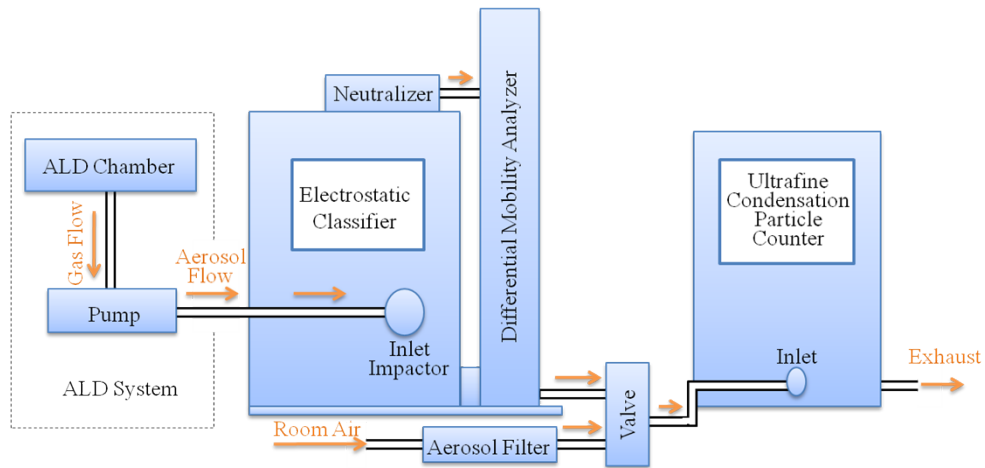 ALD Chamber
Gas Flow
Pump
ALD System
Aerosol
Flow
Neutralizer
Electrostatic
Classifier
Inlet
Impactor
Differential Mobility Analyzer
Room Air
Aerosol Filter
Valve
Ultrafine
Condensation
Particle
Counter
Inlet
Exhaust